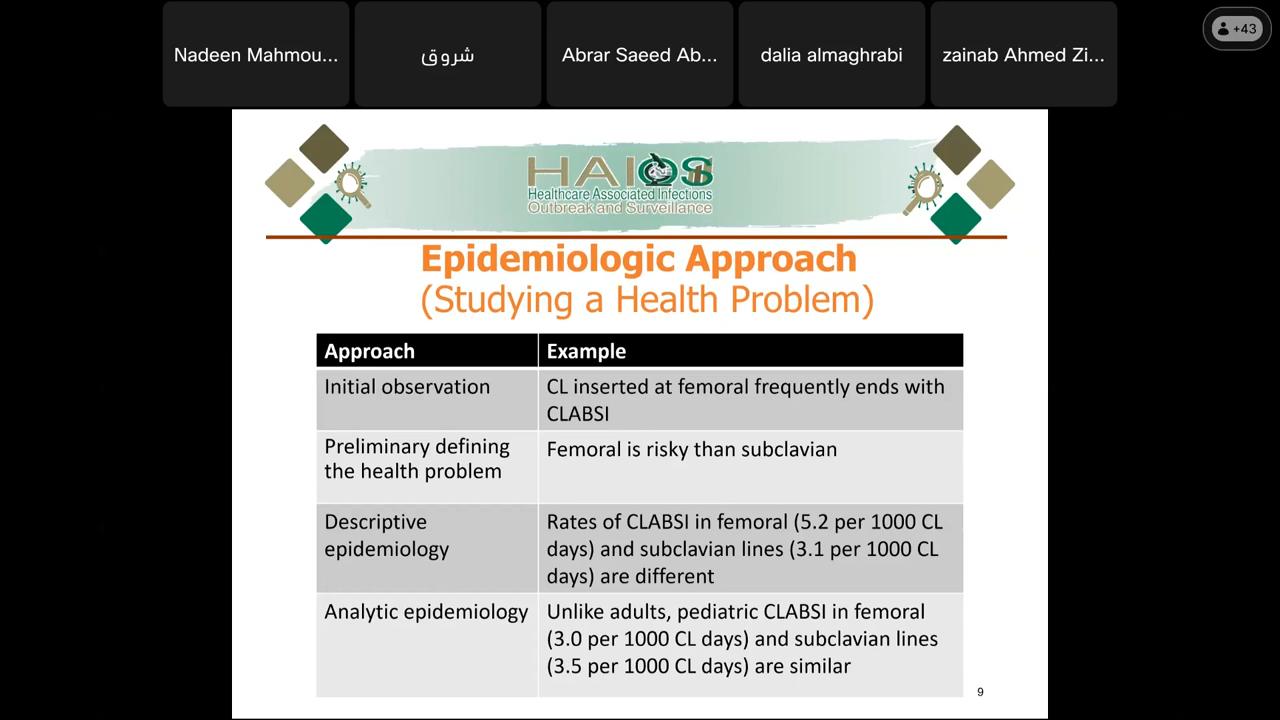 Nadeen Mahmou...
شروق
Abrar Saeed Ab...
dalia almaghrabi
zainab Ahmed Zi...
+43
HAIOS
Healthcare Associated Infections
Outbreak and Surveillance
Epidemiologic Approach
(Studying a Health Problem)
Approach
Example
Initial observation
CL inserted at femoral frequently ends with
CLABSI
Preliminary defining
the health problem
Femoral is risky than subclavian
Descriptive
epidemiology
Rates of CLABSI in femoral (5.2 per 1000 CL
days) and subclavian lines (3.1 per 1000 CL
days) are different
Analytic epidemiology
Unlike adults, pediatric CLABSI in femoral
(3.0 per 1000 CL days) and subclavian lines
(3.5 per 1000 CL days) are similar
9